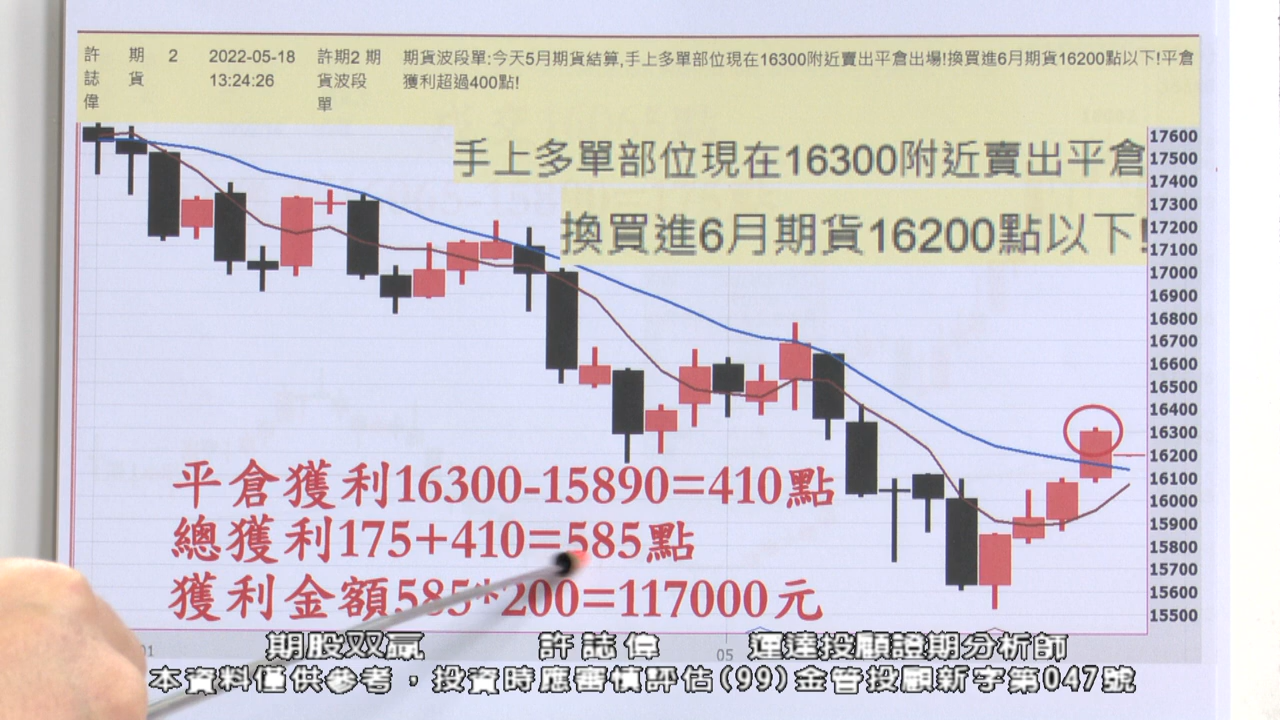 許誌偉 期貨 2 2022-05-18 13:24:26 許期2 期貨波段單 期貨波段單:今天5月期貨結算,手上多單部位現在16300附近賣出平倉出場!換買進6月期貨16200點以下!平倉
獲利超過400點!
手上多單部位現在16300附近賣出平倉
換買進6月期貨16200點以下!
17600
17500
17400
17300
17200
17100
17000
16900
16800
16700
16600
16500
16400
16300
16200
16100
16000
15900
15800
15700
15600
15500
平倉獲利16300-15890=410點
總獲利175+410=585點
獲利金額585*200=117000元
01 05
期股双贏 許誌偉 運達投顧證期分析師
本資料僅供參考，投資時應審慎評估(99)金管投顧新字第047號